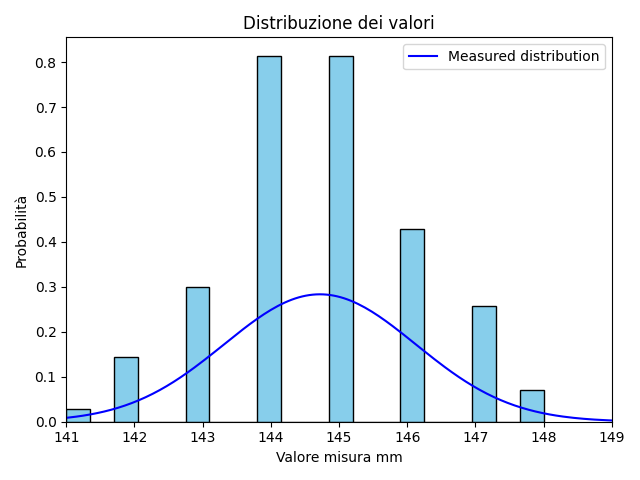 Distribuzione dei valori
Measured distribution
Probabilità
0.8
0.7
0.6
0.5
0.4
0.3
0.2
0.1
0.0
141 142 143 144 145 146 147 148 149
Valore misura mm